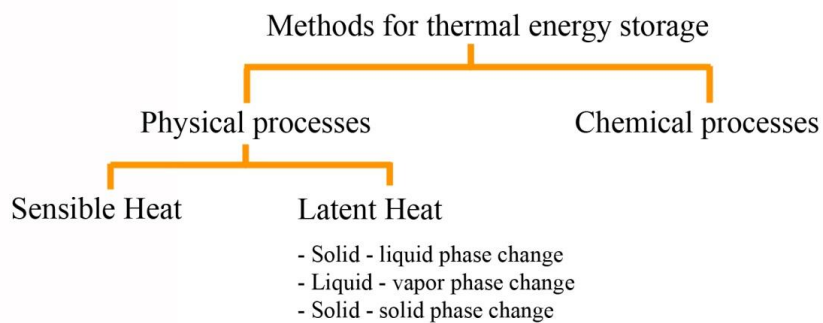 Methods for thermal energy storage
Physical processes
Chemical processes
Sensible Heat
Latent Heat
- Solid - liquid phase change
- Liquid - vapor phase change
- Solid - solid phase change